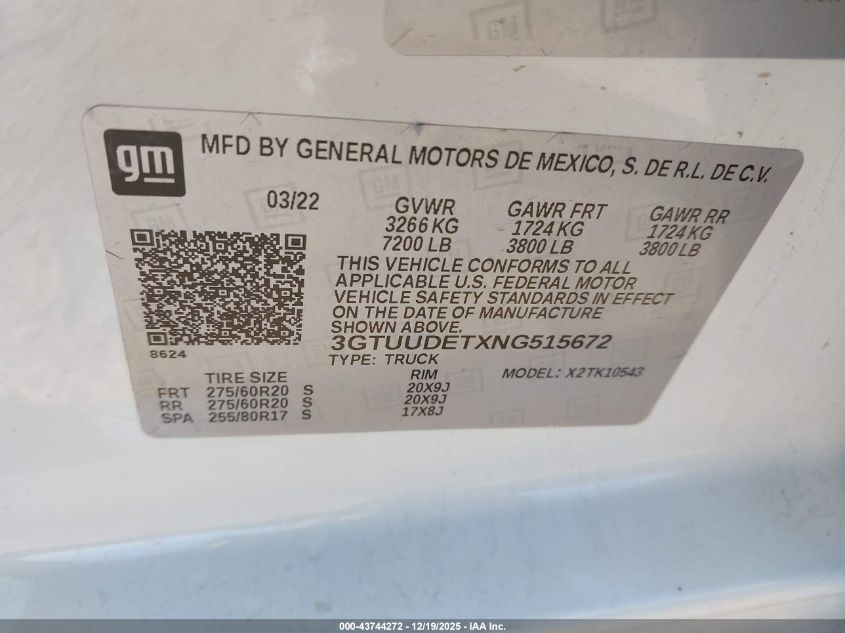 gm
MFD BY GENERAL MOTORS DE MEXICO, S. DE R.L. DE C.V.
03/22 GVWR GAWR FRT GAWR RR
3266 KG 1724 KG 1724 KG
7200 LB 3800 LB 3800 LB
THIS VEHICLE CONFORMS TO ALL
APPLICABLE U.S. FEDERAL MOTOR
VEHICLE SAFETY STANDARDS IN EFFECT
ON THE DATE OF MANUFACTURE
SHOWN ABOVE.
3GTUUDETXNG515672
8624
TYPE: TRUCK
TIRE SIZE RIM MODEL: X2TK10543
FRT 275/60R20 S 20X9J
RR 275/60R20 S 20X9J
SPA 255/80R17 S 17X8J
000-43744272 - 12/19/2025 - IAA Inc.